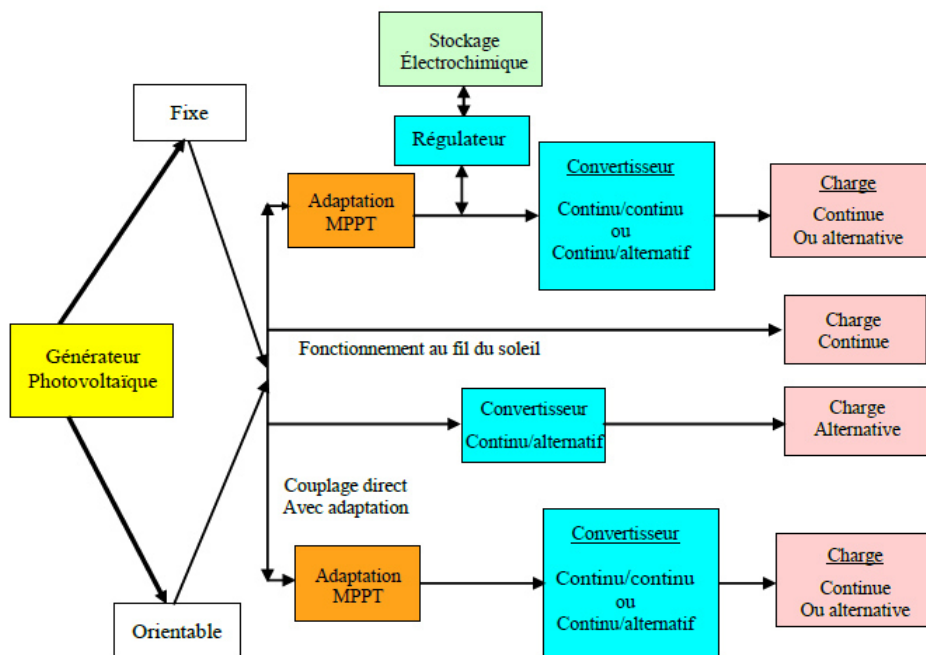 Stockage
Électrochimique
Fixe
Régulateur
Convertisseur
Continu/continu
ou
Continu/alternatif
Adaptation
MPPT
Charge
Continue
Ou alternative
Générateur
Photovoltaïque
Fonctionnement au fil du soleil
Charge
Continue
Convertisseur
Continu/alternatif
Charge
Alternative
Couplage direct
Avec adaptation
Adaptation
MPPT
Convertisseur
Continu/continu
ou
Continu/alternatif
Charge
Continue
Ou alternative
Orientable